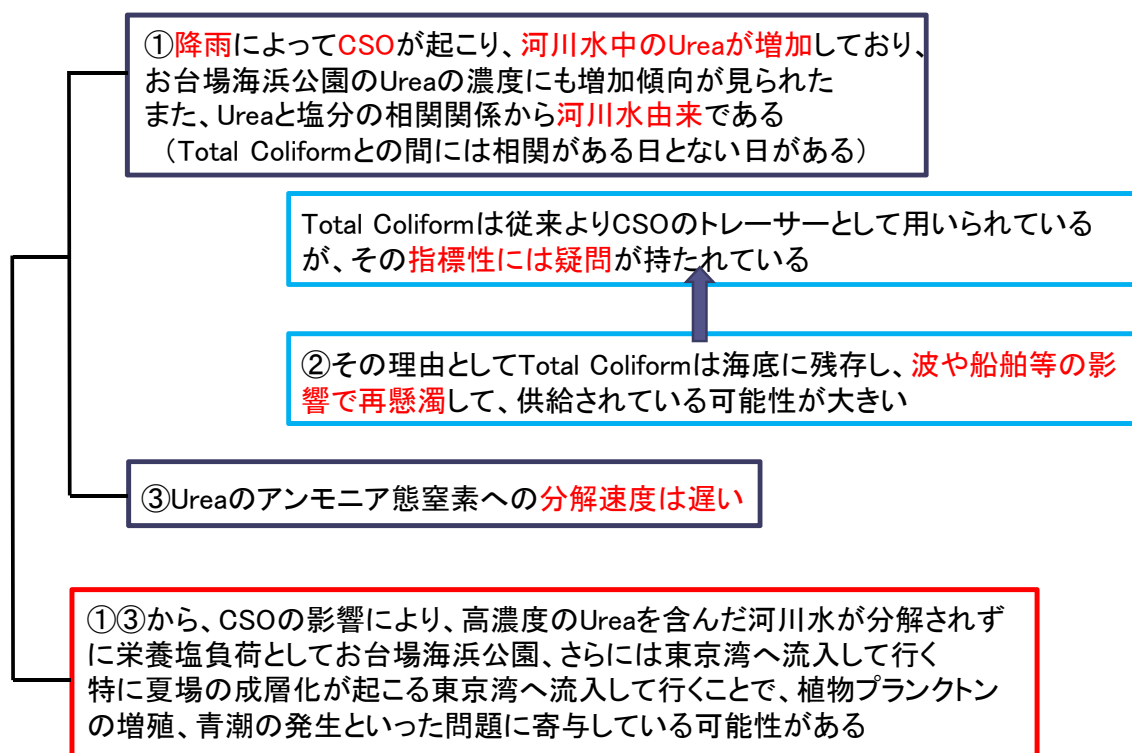 ①降雨によってCSOが起こり、河川水中のUreaが増加しており、
お台場海浜公園のUreaの濃度にも増加傾向が見られた
また、Ureaと塩分の相関関係から河川水由来である
（Total Coliformとの間には相関がある日とない日がある）
Total Coliformは従来よりCSOのトレーサーとして用いられている
が、その指標性には疑問が持たれている
②その理由としてTotal Coliformは海底に残存し、波や船舶等の影
響で再懸濁して、供給されている可能性が大きい
③Ureaのアンモニア態窒素への分解速度は遅い
①③から、CSOの影響により、高濃度のUreaを含んだ河川水が分解されず
に栄養塩負荷としてお台場海浜公園、さらには東京湾へ流入して行く
特に夏場の成層化が起こる東京湾へ流入して行くことで、植物プランクトン
の増殖、青潮の発生といった問題に寄与している可能性がある